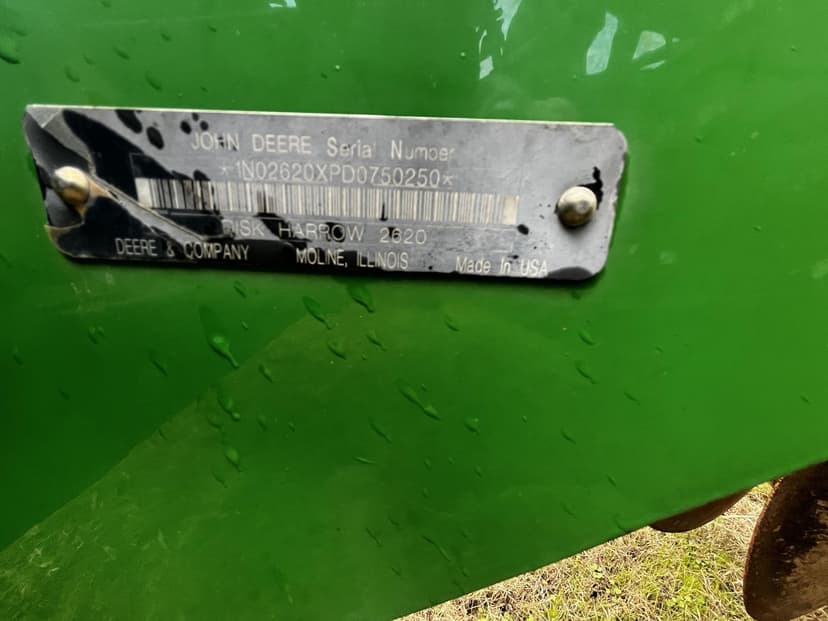 JOHN DEERE Serial Number
*1N02620XPD0750250*
DISK HARROW 2620
DEERE & COMPANY MOLINE, ILLINOIS Made In USA